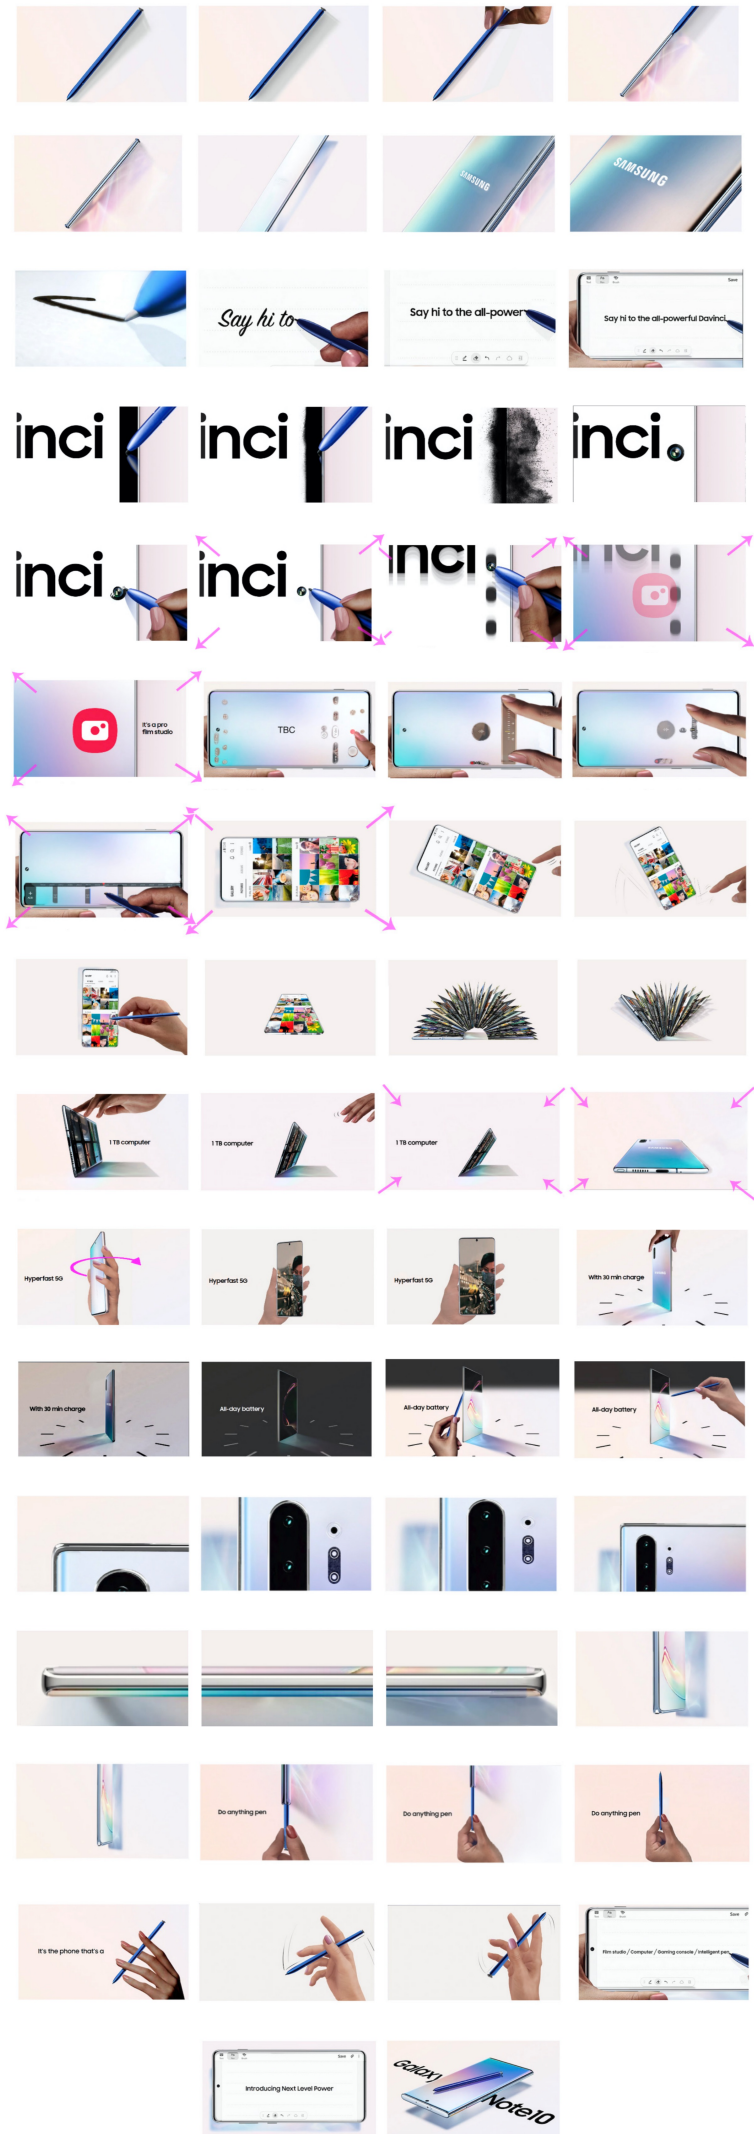 SAMSUNG
SAMSUNG
Say hi to
Say hi to the all-power
Save
Say hi to the all-powerful Davinci
inci
inci
inci
inci
inci
inci
inci
inci
It's a pro
film studio
TBC
1 TB computer
1 TB computer
1 TB computer
Hyperfast 5G
Hyperfast 5G
Hyperfast 5G
With 30 min charge
With 30 min charge
All-day battery
All-day battery
All-day battery
Do anything pen
Do anything pen
Do anything pen
It's the phone that's a
Save
Film studio / Computer / Gaming console / Intelligent pen
Save
Introducing Next Level Power
Galaxy
Note10